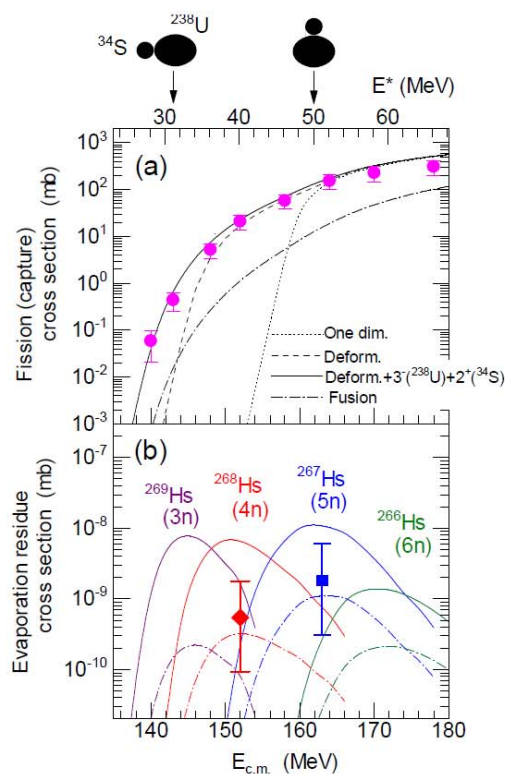 ³⁴S
²³⁸U
E* (MeV)
30 40 50 60
(a)
Fission (capture)
cross section (mb)
10³
10²
10¹
10⁰
10⁻¹
10⁻²
10⁻³
One dim.
Deform.
Deform.+3⁻(²³⁸U)+2⁺(³⁴S)
Fusion
(b)
Evaporation residue
cross section (mb)
10⁻⁷
10⁻⁸
10⁻⁹
10⁻¹⁰
²⁶⁹Hs
(3n)
²⁶⁸Hs
(4n)
²⁶⁷Hs
(5n)
²⁶⁶Hs
(6n)
140 150 160 170 180
E_c.m. (MeV)